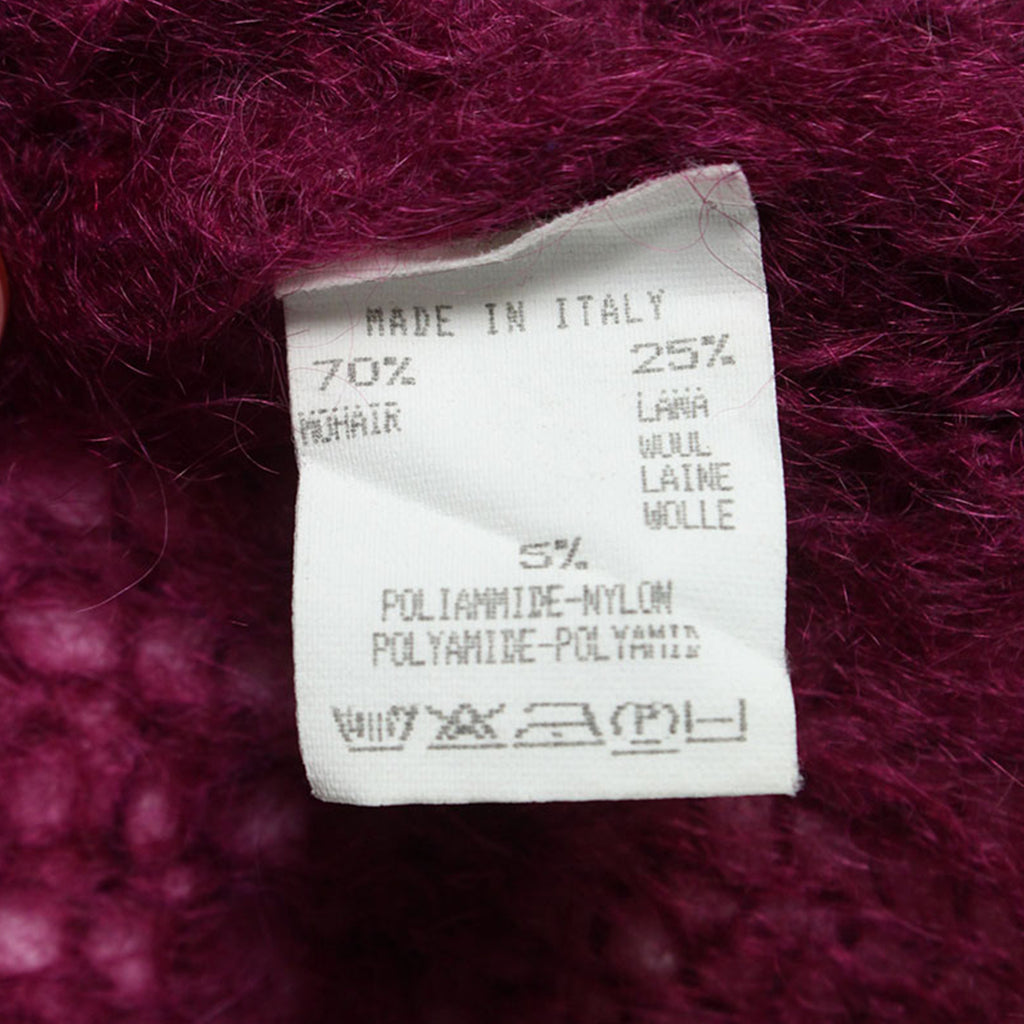 MADE IN ITALY
70%
MOHAIR
25%
LANA
WOOL
LAINE
WOLLE
5%
POLIAMMIDE-NYLON
POLYAMIDE-POLYAMID
P